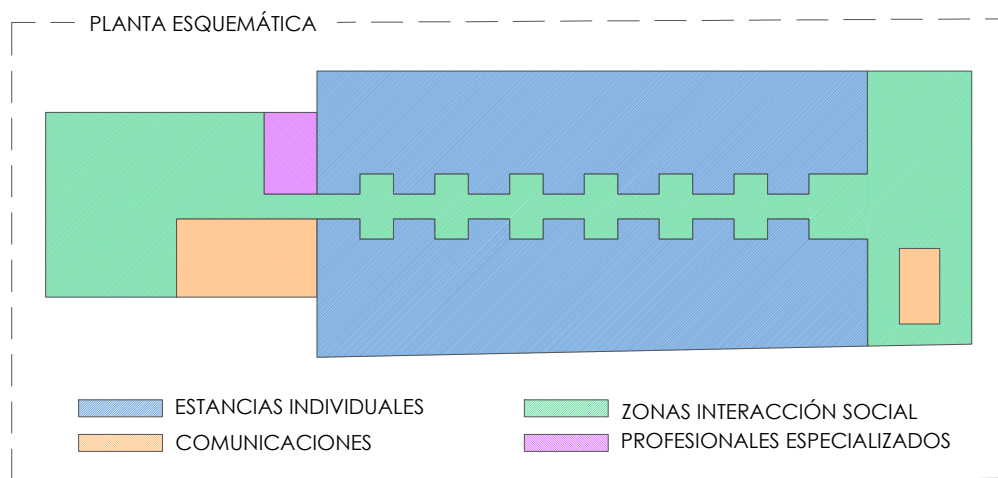 PLANTA ESQUEMÁTICA
ESTANCIAS INDIVIDUALES
COMUNICACIONES
ZONAS INTERACCIÓN SOCIAL
PROFESIONALES ESPECIALIZADOS